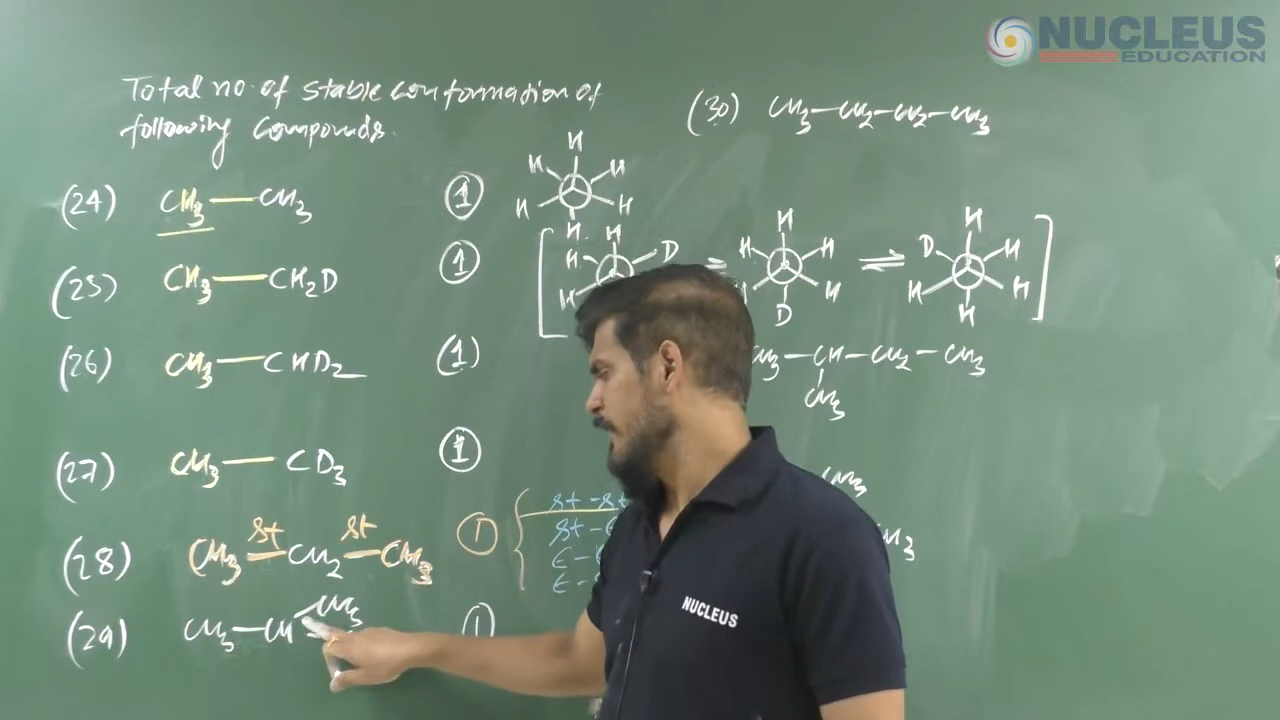 NUCLEUS
EDUCATION
Total no. of stable conformation of
following compounds.
(24) CH3—CH3 (1)
(25) CH3—CH2D (1)
(26) CH3—CHD2 (1)
(27) CH3—CD3 (1)
(28) CH3—CH2—CH3 (1)
st st
st-st
(29) CH3—CH
CH3
(30) CH3—CH2—CH2—CH3
H
H H
H H
H
H
H D
H
H
H H
H H
D
H
D H
H H
H
—CH—CH2—CH3
CH3
CH3
NUCLEUS